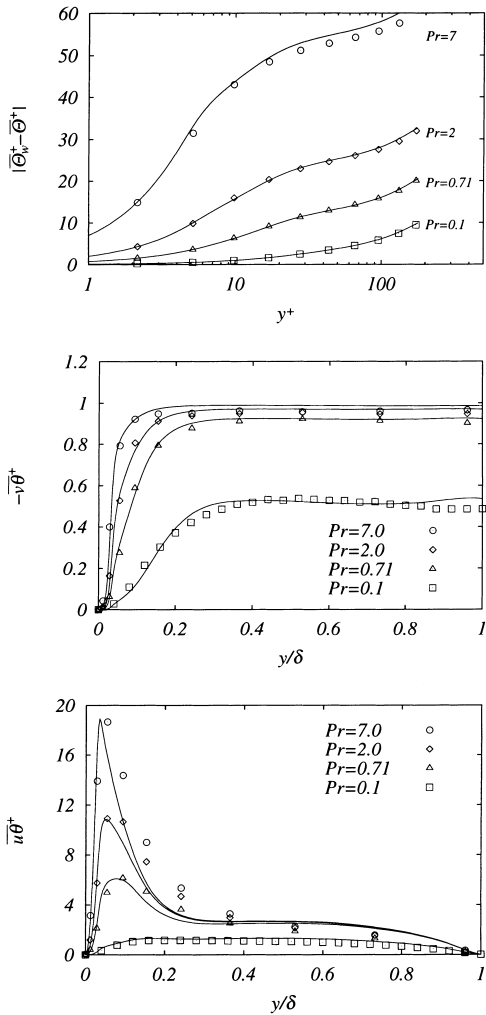 60
50
40
30
20
10
0
|Θ̅w+−Θ̅+|
Pr=7
Pr=2
Pr=0.71
Pr=0.1
1 10 100
y+
1.2
1
0.8
0.6
0.4
0.2
0
−v̅θ̅+
Pr=7.0
Pr=2.0
Pr=0.71
Pr=0.1
0 0.2 0.4 0.6 0.8 1
y/δ
20
16
12
8
4
0
u̅θ̅+
Pr=7.0
Pr=2.0
Pr=0.71
Pr=0.1
0 0.2 0.4 0.6 0.8 1
y/δ